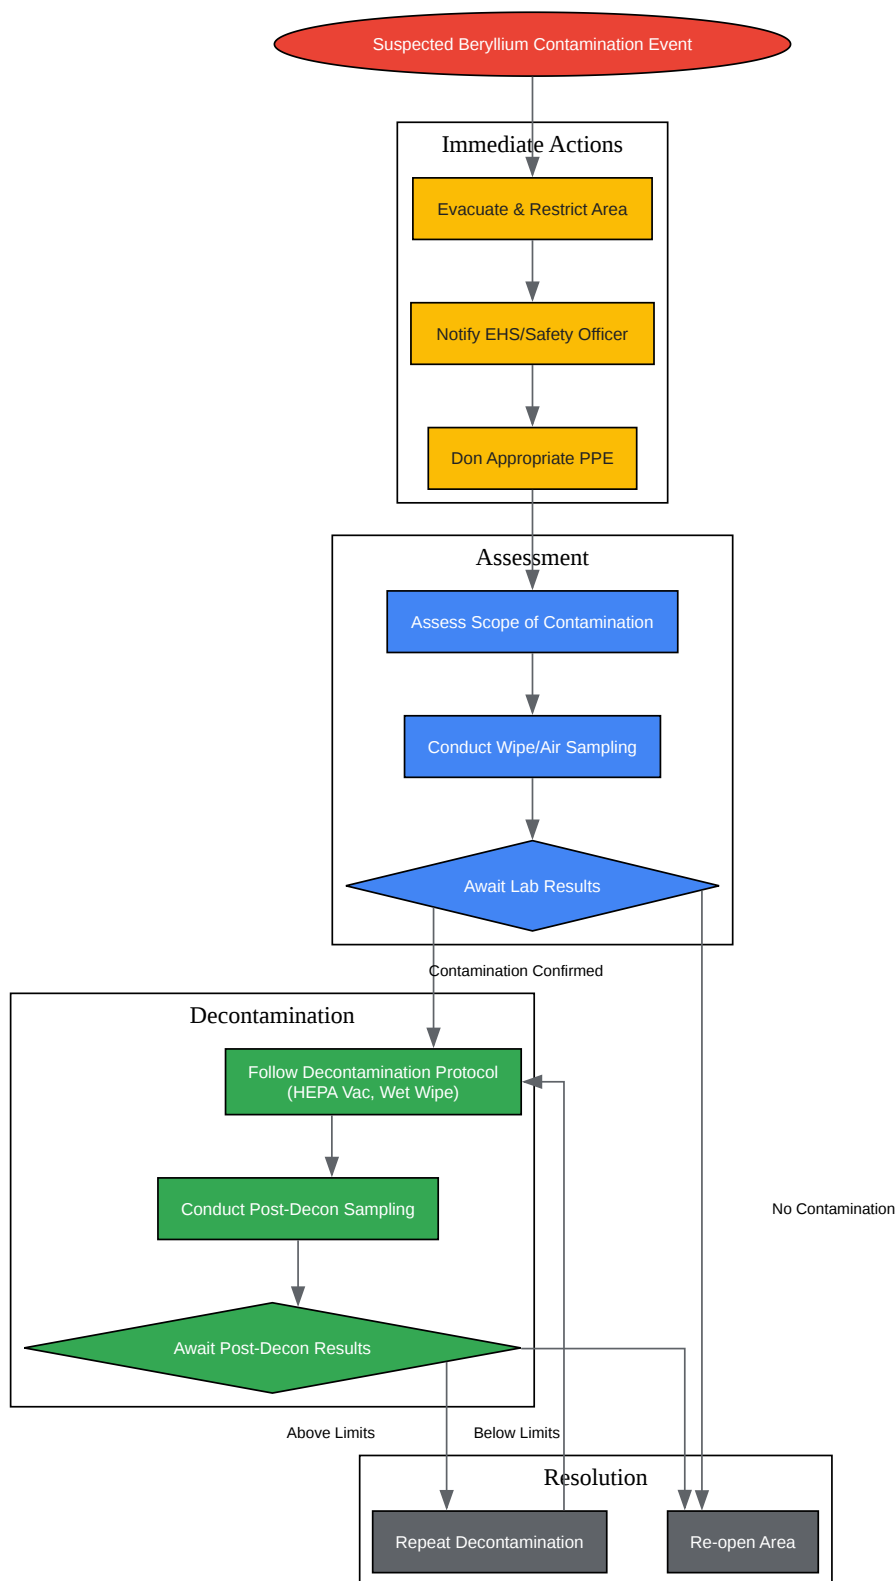 Suspected Beryllium Contamination Event
Immediate Actions
Evacuate & Restrict Area
Notify EHS/Safety Officer
Don Appropriate PPE
Assessment
Assess Scope of Contamination
Conduct Wipe/Air Sampling
Await Lab Results
Contamination Confirmed
Decontamination
Follow Decontamination Protocol
(HEPA Vac, Wet Wipe)
Conduct Post-Decon Sampling
No Contamination
Await Post-Decon Results
Above Limits
Below Limits
Resolution
Repeat Decontamination
Re-open Area